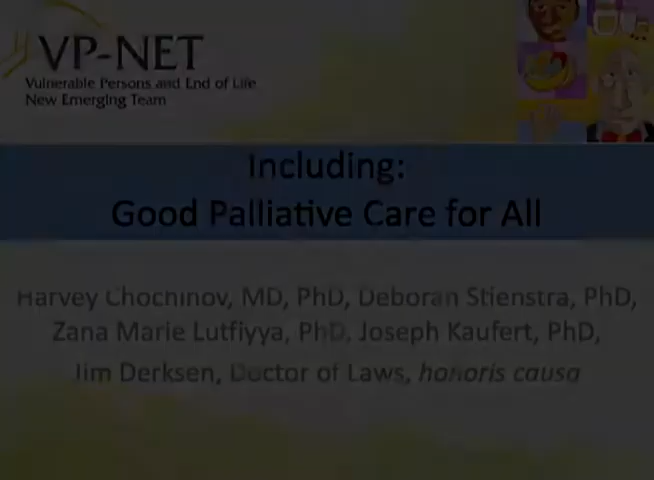 VP-NET
Vulnerable Persons and End of Life
New Emerging Team
Including:
Good Palliative Care for All
Harvey Chochinov, MD, PhD, Deborah Stienstra, PhD,
Zana Marie Lutfiyya, PhD, Joseph Kaufert, PhD,
Jim Derksen, Doctor of Laws, honoris causa